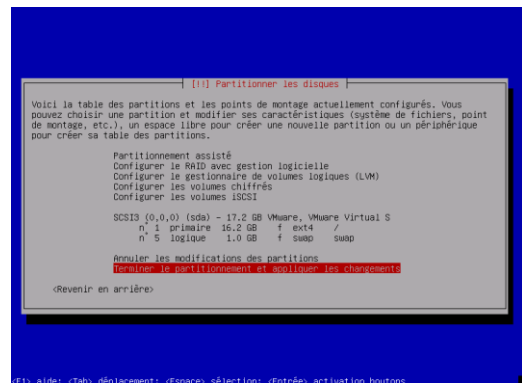 [!!] Partitionner les disques
Voici la table des partitions et les points de montage actuellement configurés. Vous
pouvez choisir une partition et modifier ses caractéristiques (système de fichiers, point
de montage, etc.), un espace libre pour créer une nouvelle partition ou un périphérique
pour créer sa table des partitions.
Partitionnement assisté
Configurer le RAID avec gestion logicielle
Configurer le gestionnaire de volumes logiques (LVM)
Configurer les volumes chiffrés
Configurer les volumes iSCSI
SCSI3 (0,0,0) (sda) - 17.2 GB VMware, VMware Virtual S
n° 1 primaire 16.2 GB f ext4 /
n° 5 logique 1.0 GB f swap swap
Annuler les modifications des partitions
Terminer le partitionnement et appliquer les changements
<Revenir en arrière>
<F1> aide; <Tab> déplacement; <Espace> sélection; <Entrée> activation boutons